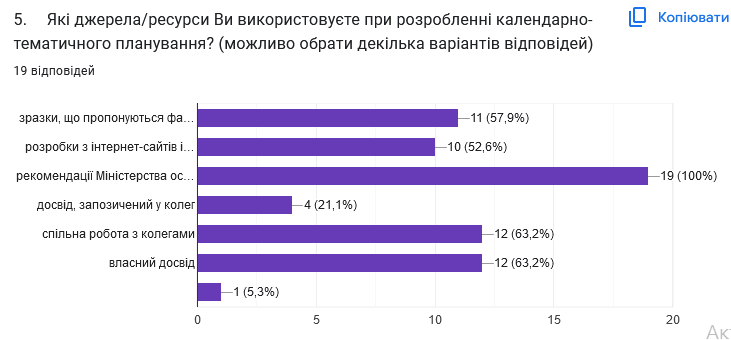 5. Які джерела/ресурси Ви використовуєте при розробленні календарно-
тематичного планування? (можливо обрати декілька варіантів відповідей)
Копіювати
19 відповідей
зразки, що пропонуються фа… 11 (57,9%)
розробки з інтернет-сайтів і… 10 (52,6%)
рекомендації Міністерства ос… 19 (100%)
досвід, запозичений у колег 4 (21,1%)
спільна робота з колегами 12 (63,2%)
власний досвід 12 (63,2%)
1 (5,3%)
0 5 10 15 20